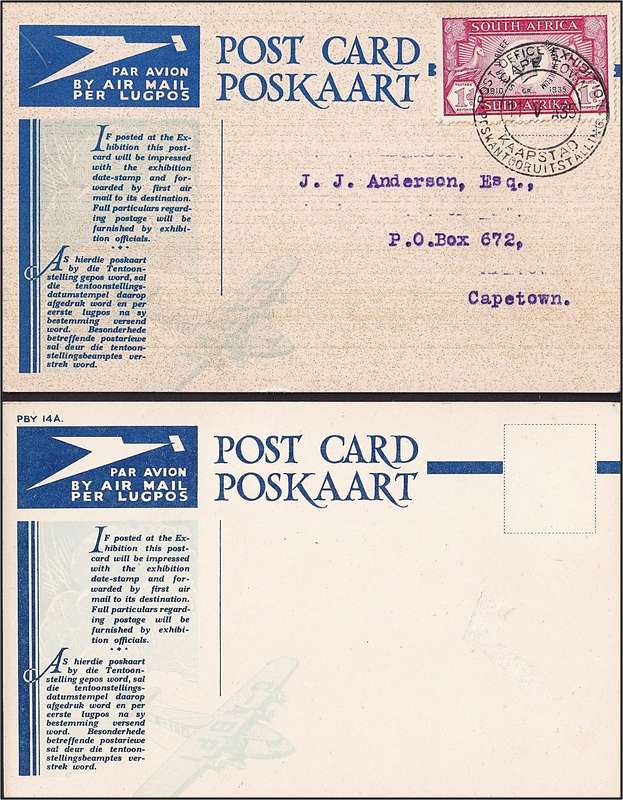 PAR AVION
BY AIR MAIL
PER LUGPOS
POST CARD
POSKAART
SOUTH AFRICA
1910 1935
SUID-AFRIKA
POST OFFICE EXHIBITION
KAAPSTAD
POSKANTOORUITSTALLING
IF posted at the Ex-
hibition this post-
card will be impressed
with the exhibition
date-stamp and for-
warded by first air
mail to its destination.
Full particulars regard-
ing postage will be
furnished by exhibi-
tion officials.
AS hierdie poskaart
by die Tentoon-
stelling gepos word, sal
die tentoonstellings-
datumstempel daarop
afgedruk word en per
eerste lugpos na sy
bestemming versend
word. Besonderhede
betreffende postariewe
sal deur die tentoon-
stellingsbeamptes ver-
strek word.
J. J. Anderson, Esq.,
P.O.Box 672,
Capetown.
PBY 14A.
PAR AVION
BY AIR MAIL
PER LUGPOS
POST CARD
POSKAART
IF posted at the Ex-
hibition this post-
card will be impressed
with the exhibition
date-stamp and for-
warded by first air
mail to its destination.
Full particulars regard-
ing postage will be
furnished by exhibi-
tion officials.
AS hierdie poskaart
by die Tentoon-
stelling gepos word, sal
die tentoonstellings-
datumstempel daarop
afgedruk word en per
eerste lugpos na sy
bestemming versend
word. Besonderhede
betreffende postariewe
sal deur die tentoon-
stellingsbeamptes ver-
strek word.